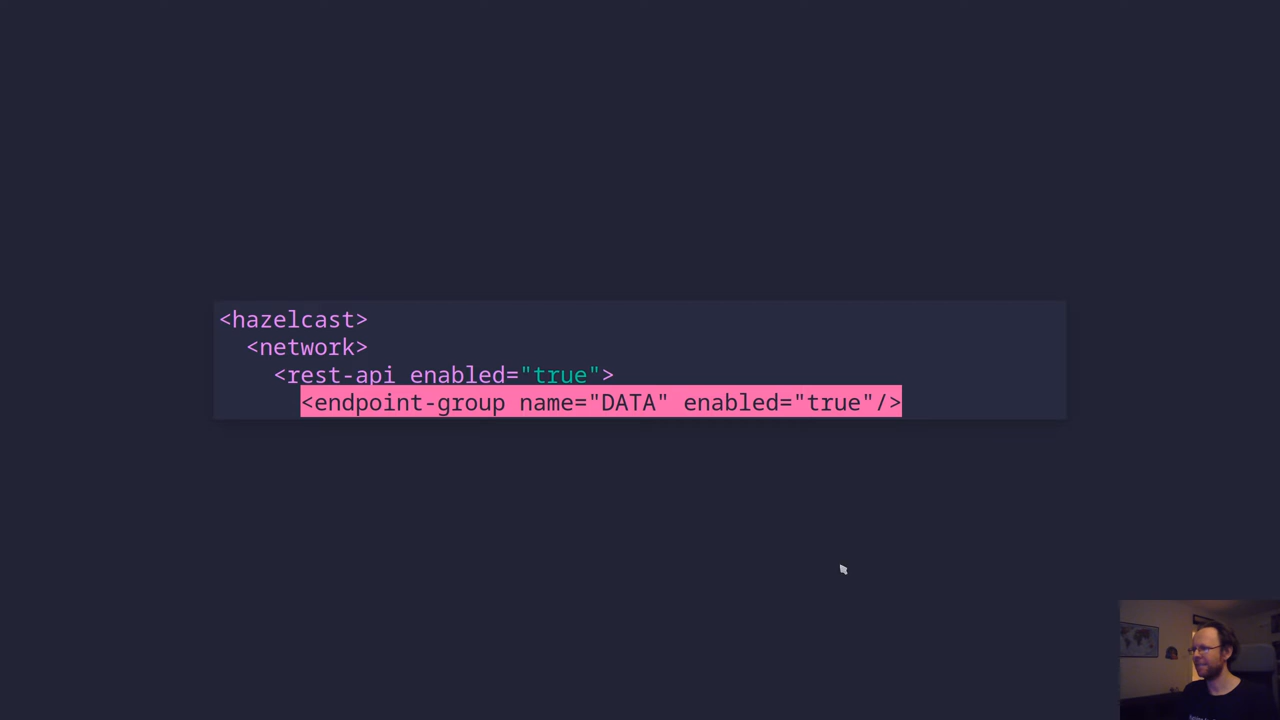 <hazelcast>
<network>
<rest-api enabled="true">
<endpoint-group name="DATA" enabled="true"/>